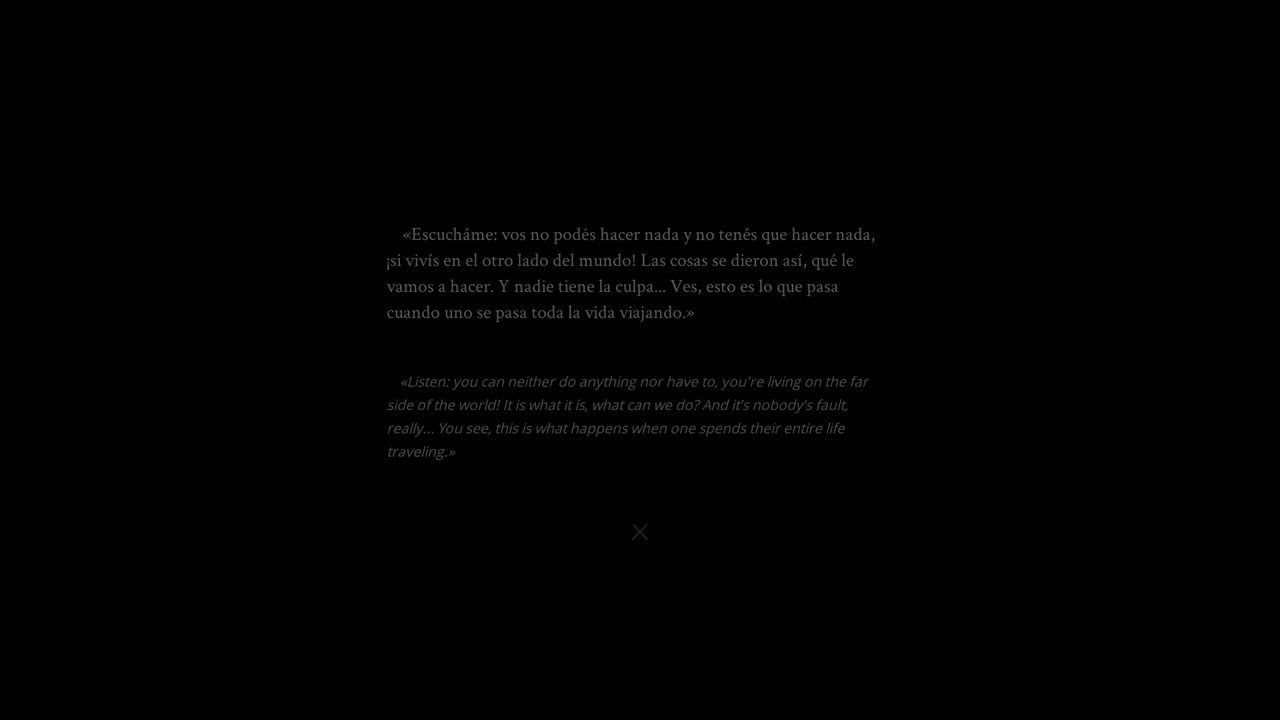 «Escucháme: vos no podés hacer nada y no tenés que hacer nada,
¡si vivís en el otro lado del mundo! Las cosas se dieron así, qué le
vamos a hacer. Y nadie tiene la culpa... Ves, esto es lo que pasa
cuando uno se pasa toda la vida viajando.»
«Listen: you can neither do anything nor have to, you're living on the far
side of the world! It is what it is, what can we do? And it’s nobody’s fault,
really... You see, this is what happens when one spends their entire life
traveling.»